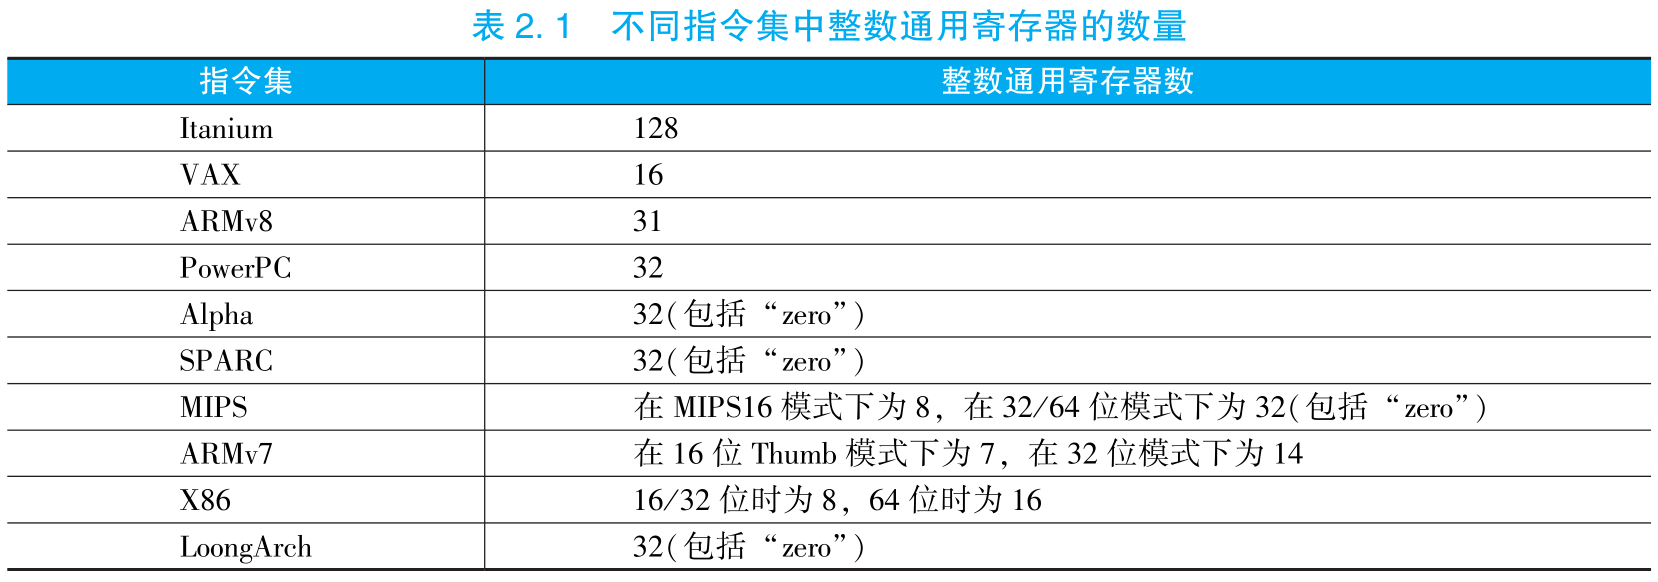 表 2. 1 不同指令集中整数通用寄存器的数量
指令集 整数通用寄存器数
Itanium 128
VAX 16
ARMv8 31
PowerPC 32
Alpha 32(包括“zero”)
SPARC 32(包括“zero”)
MIPS 在 MIPS16 模式下为 8，在 32/64 位模式下为 32(包括“zero”)
ARMv7 在 16 位 Thumb 模式下为 7，在 32 位模式下为 14
X86 16/32 位时为 8，64 位时为 16
LoongArch 32(包括“zero”)